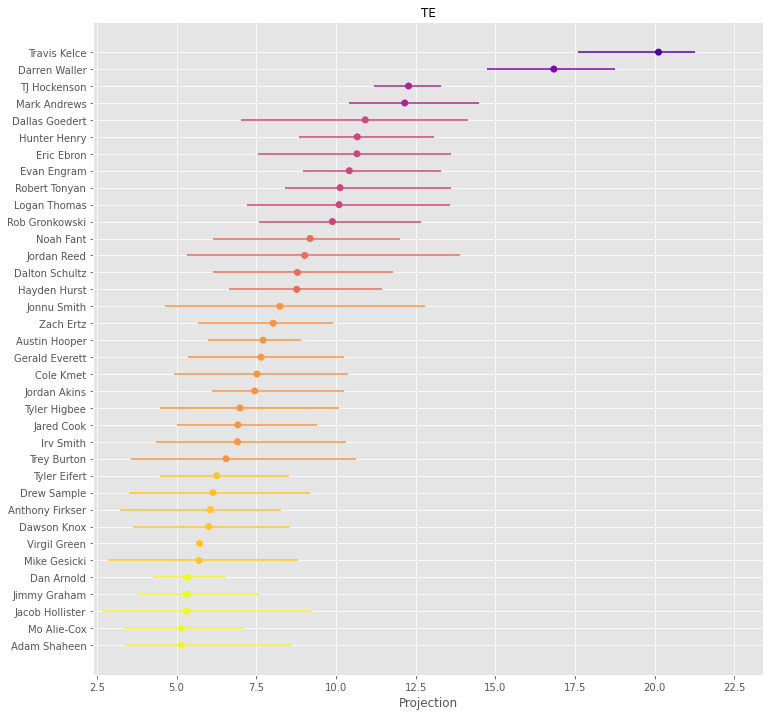 TE
Travis Kelce
Darren Waller
TJ Hockenson
Mark Andrews
Dallas Goedert
Hunter Henry
Eric Ebron
Evan Engram
Robert Tonyan
Logan Thomas
Rob Gronkowski
Noah Fant
Jordan Reed
Dalton Schultz
Hayden Hurst
Jonnu Smith
Zach Ertz
Austin Hooper
Gerald Everett
Cole Kmet
Jordan Akins
Tyler Higbee
Jared Cook
Irv Smith
Trey Burton
Tyler Eifert
Drew Sample
Anthony Firkser
Dawson Knox
Virgil Green
Mike Gesicki
Dan Arnold
Jimmy Graham
Jacob Hollister
Mo Alie-Cox
Adam Shaheen
2.5 5.0 7.5 10.0 12.5 15.0 17.5 20.0 22.5
Projection